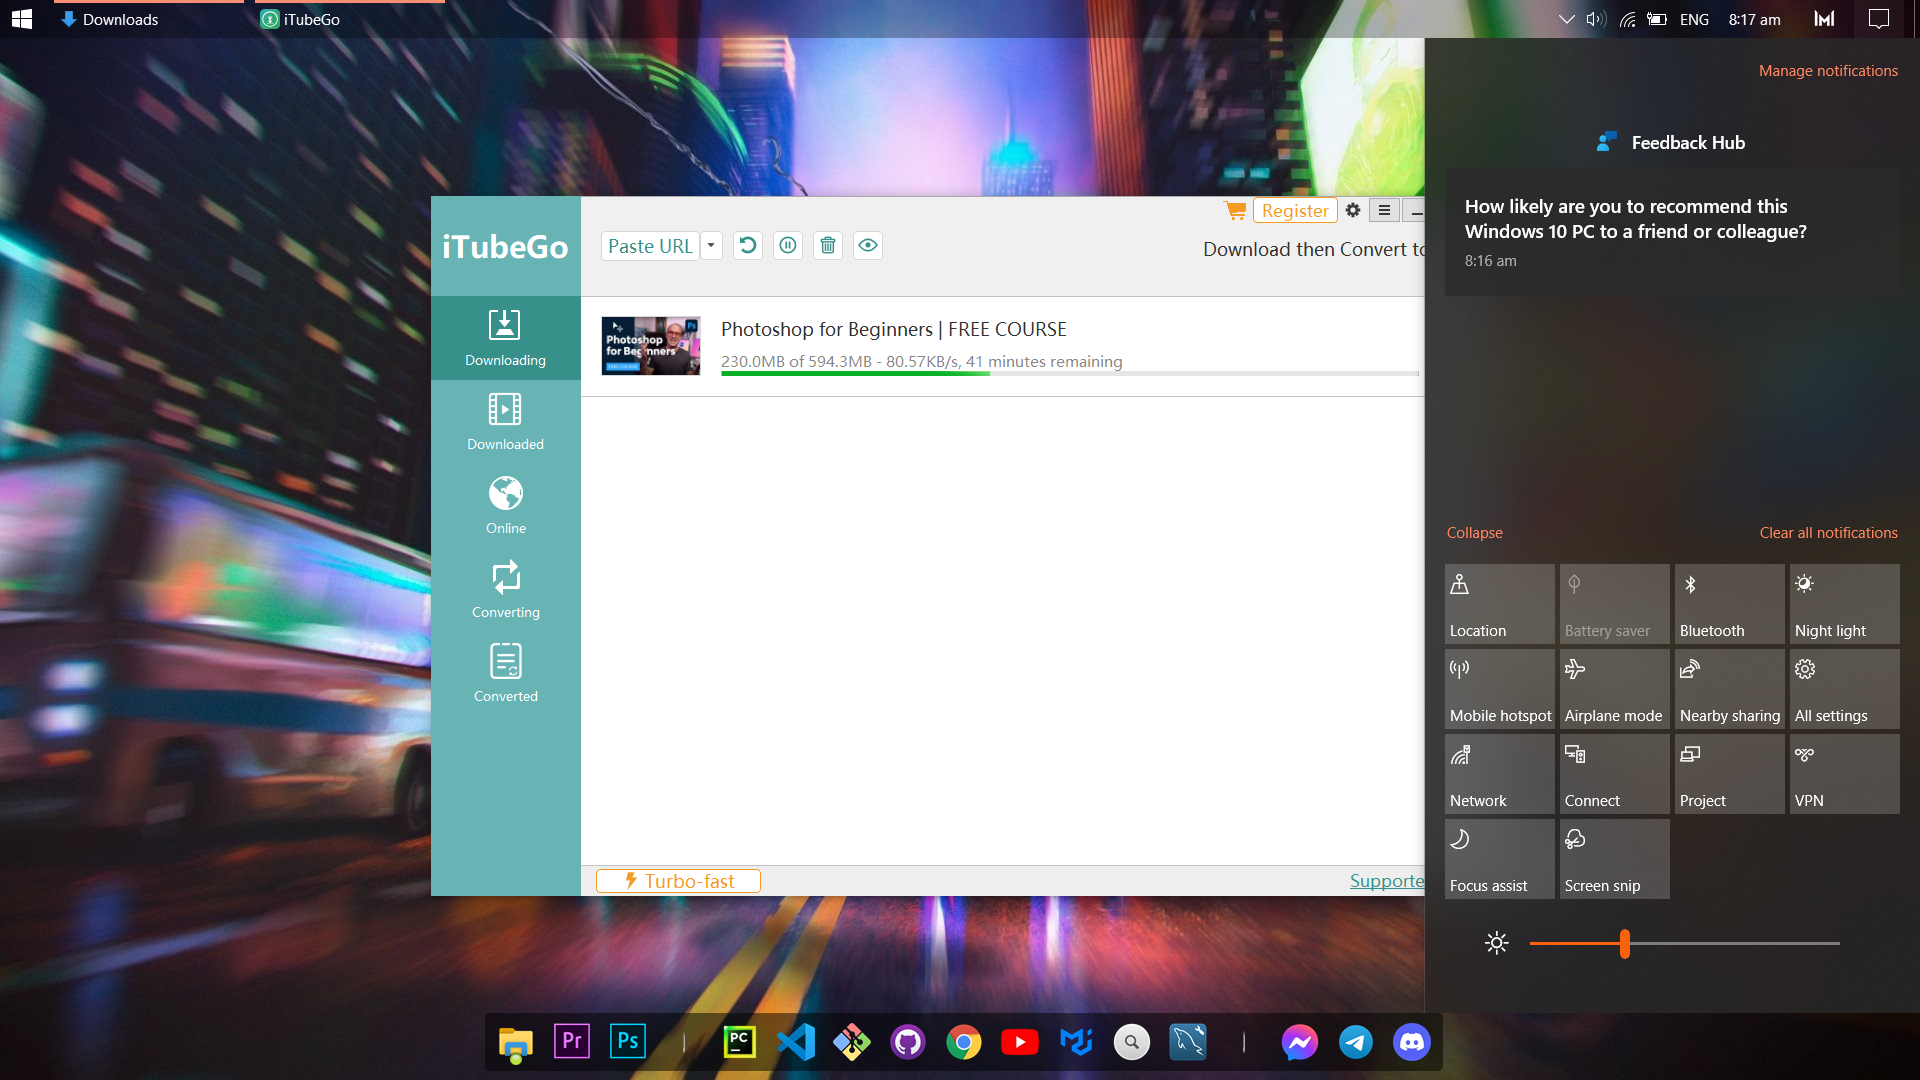 Downloads
iTubeGo
ENG
8:17 am
Manage notifications
Feedback Hub
How likely are you to recommend this
Windows 10 PC to a friend or colleague?
8:16 am
iTubeGo
Register
Paste URL
Download then Convert to
Downloading
Photoshop
for Beginners
FREE COURSE
Ps
Photoshop for Beginners | FREE COURSE
230.0MB of 594.3MB - 80.57KB/s, 41 minutes remaining
Downloaded
Online
Converting
Converted
Turbo-fast
Supporte
Collapse
Clear all notifications
Location
Battery saver
Bluetooth
Night light
Mobile hotspot
Airplane mode
Nearby sharing
All settings
Network
Connect
Project
VPN
Focus assist
Screen snip
Pr
Ps
PC